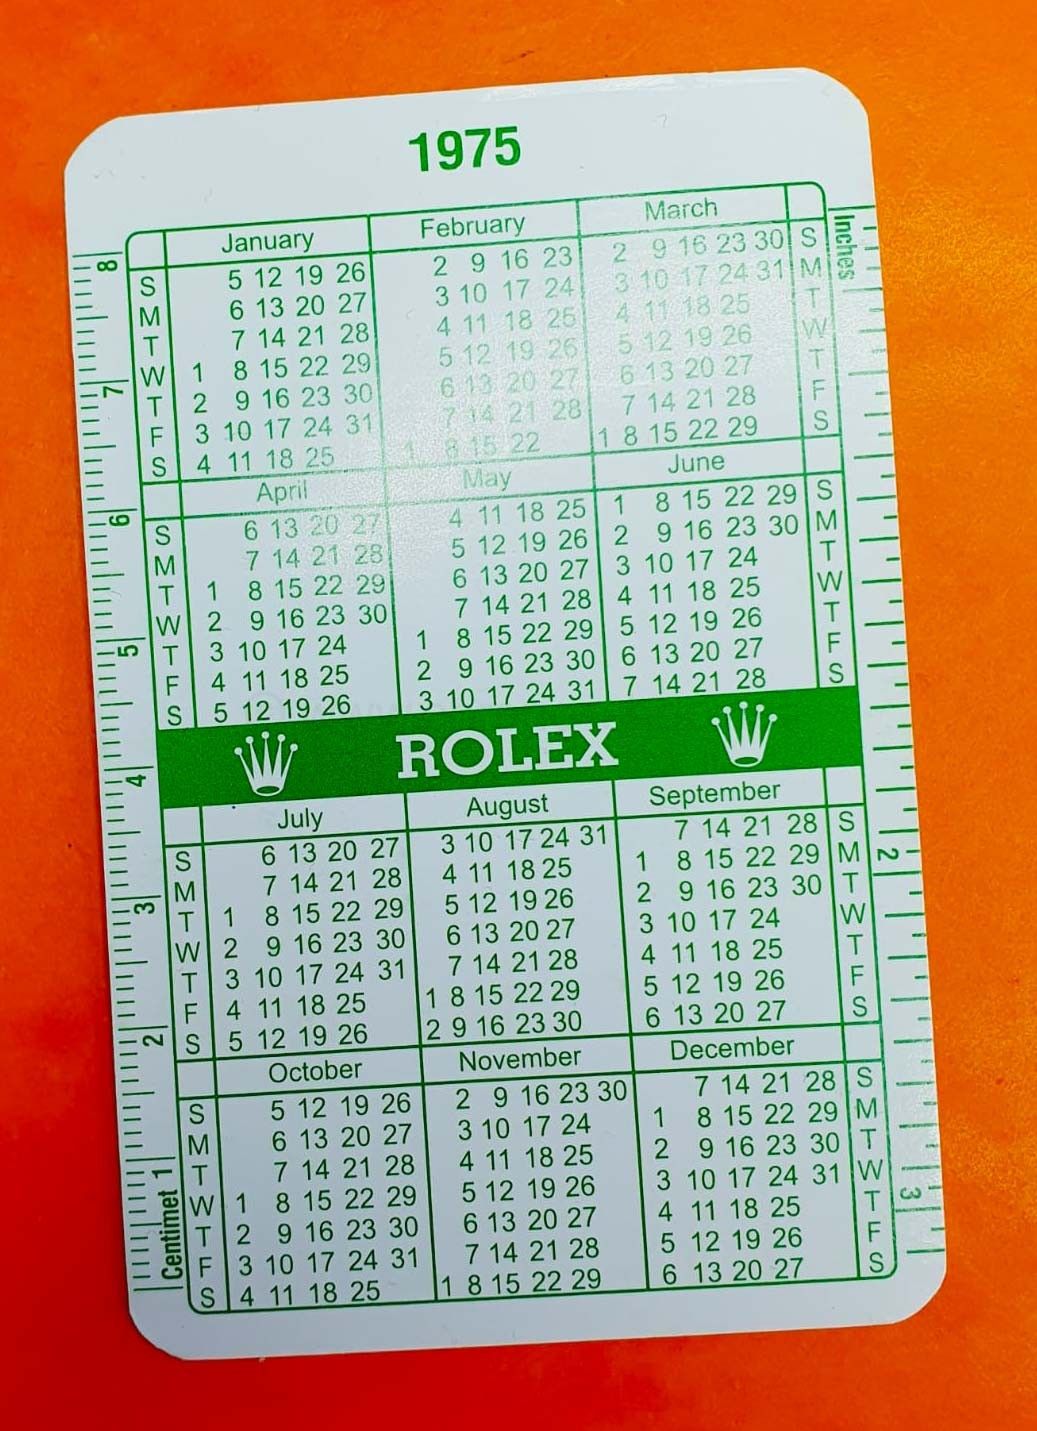 1975
January February March
S 5 12 19 26 2 9 16 23 2 9 16 23 30 S
M 6 13 20 27 3 10 17 24 3 10 17 24 31 M
T 7 14 21 28 4 11 18 25 4 11 18 25 T
W 1 8 15 22 29 5 12 19 26 5 12 19 26 W
T 2 9 16 23 30 6 13 20 27 6 13 20 27 T
F 3 10 17 24 31 7 14 21 28 7 14 21 28 F
S 4 11 18 25 1 8 15 22 1 8 15 22 29 S
April May June
S 6 13 20 27 4 11 18 25 1 8 15 22 29 S
M 7 14 21 28 5 12 19 26 2 9 16 23 30 M
T 1 8 15 22 29 6 13 20 27 3 10 17 24 T
W 2 9 16 23 30 7 14 21 28 4 11 18 25 W
T 3 10 17 24 1 8 15 22 29 5 12 19 26 T
F 4 11 18 25 2 9 16 23 30 6 13 20 27 F
S 5 12 19 26 3 10 17 24 31 7 14 21 28 S
ROLEX
July August September
S 6 13 20 27 3 10 17 24 31 7 14 21 28 S
M 7 14 21 28 4 11 18 25 1 8 15 22 29 M
T 1 8 15 22 29 5 12 19 26 2 9 16 23 30 T
W 2 9 16 23 30 6 13 20 27 3 10 17 24 W
T 3 10 17 24 31 7 14 21 28 4 11 18 25 T
F 4 11 18 25 1 8 15 22 29 5 12 19 26 F
S 5 12 19 26 2 9 16 23 30 6 13 20 27 S
October November December
S 5 12 19 26 2 9 16 23 30 7 14 21 28 S
M 6 13 20 27 3 10 17 24 1 8 15 22 29 M
T 7 14 21 28 4 11 18 25 2 9 16 23 30 T
W 1 8 15 22 29 5 12 19 26 3 10 17 24 31 W
T 2 9 16 23 30 6 13 20 27 4 11 18 25 T
F 3 10 17 24 31 7 14 21 28 5 12 19 26 F
S 4 11 18 25 1 8 15 22 29 6 13 20 27 S
Centimet 1 2 3 4 5 6 7 8
Inches 2 3